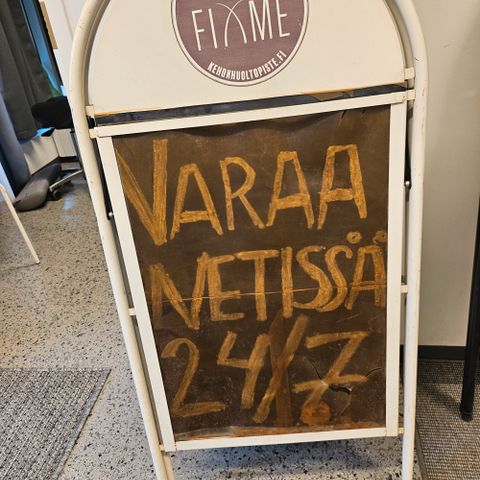 FIXME
KEHONHUOLTOPISTE.FI
VARAA
NETISSÄ
24/7